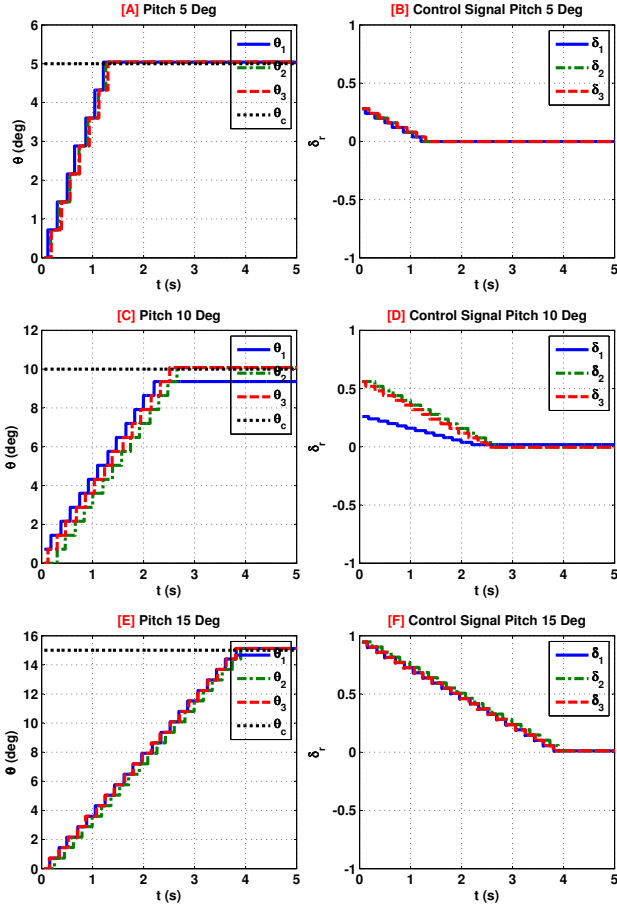 [A] Pitch 5 Deg
6
5
4
3
2
1
0
θ (deg)
0 1 2 3 4 5
t (s)
θ1
θ2
θ3
θc
[B] Control Signal Pitch 5 Deg
1
0.5
0
-0.5
-1
δr
0 1 2 3 4 5
t (s)
δ1
δ2
δ3
[C] Pitch 10 Deg
12
10
8
6
4
2
0
θ (deg)
0 1 2 3 4 5
t (s)
θ1
θ2
θ3
θc
[D] Control Signal Pitch 10 Deg
1
0.5
0
-0.5
-1
δr
0 1 2 3 4 5
t (s)
δ1
δ2
δ3
[E] Pitch 15 Deg
16
14
12
10
8
6
4
2
0
θ (deg)
0 1 2 3 4 5
t (s)
θ1
θ2
θ3
θc
[F] Control Signal Pitch 15 Deg
1
0.5
0
-0.5
-1
δr
0 1 2 3 4 5
t (s)
δ1
δ2
δ3